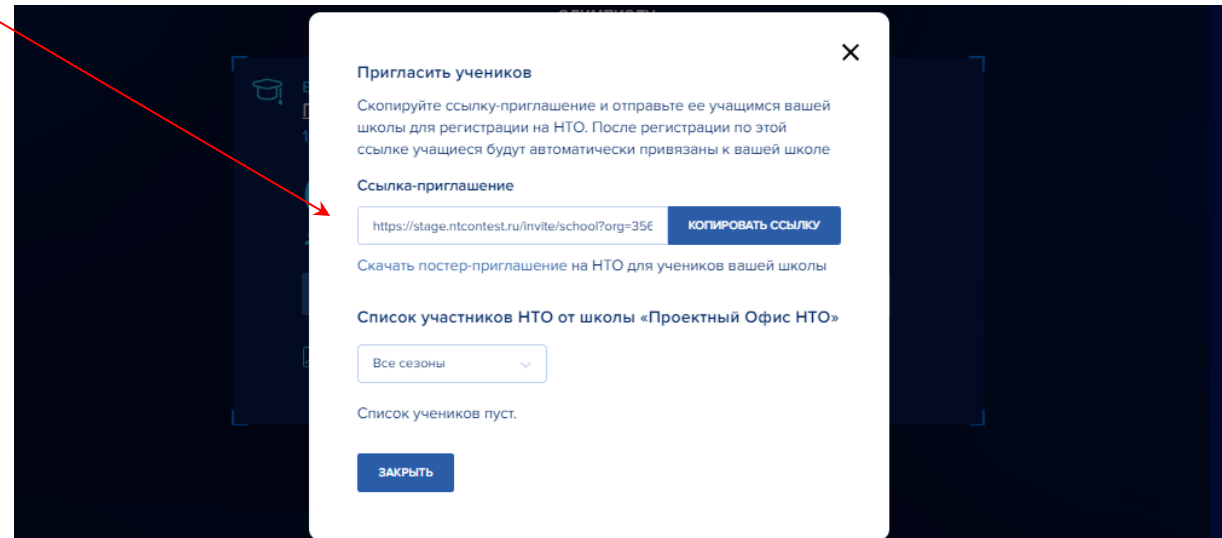 Пригласить учеников
Скопируйте ссылку-приглашение и отправьте ее учащимся вашей
школы для регистрации на НТО. После регистрации по этой
ссылке учащиеся будут автоматически привязаны к вашей школе
Ссылка-приглашение
https://stage.ntcontest.ru/invite/school?org=356
КОПИРОВАТЬ ССЫЛКУ
Скачать постер-приглашение на НТО для учеников вашей школы
Список участников НТО от школы «Проектный Офис НТО»
Все сезоны
Список учеников пуст.
ЗАКРЫТЬ